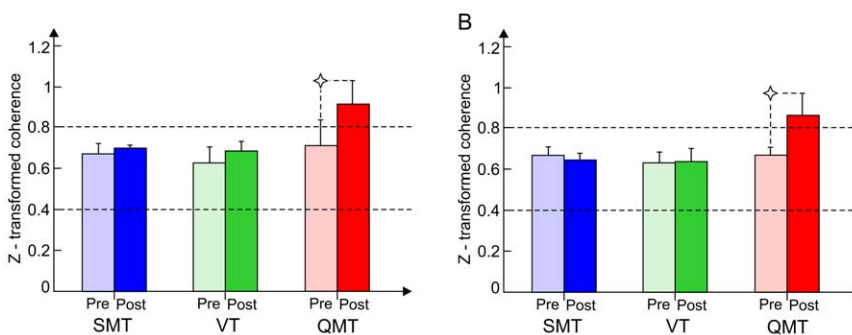 B
1.2
1
0.8
0.6
0.4
0.2
0
Z - transformed coherence
Pre Post Pre Post Pre Post
SMT VT QMT
1.2
1
0.8
0.6
0.4
0.2
0
Z - transformed coherence
Pre Post Pre Post Pre Post
SMT VT QMT